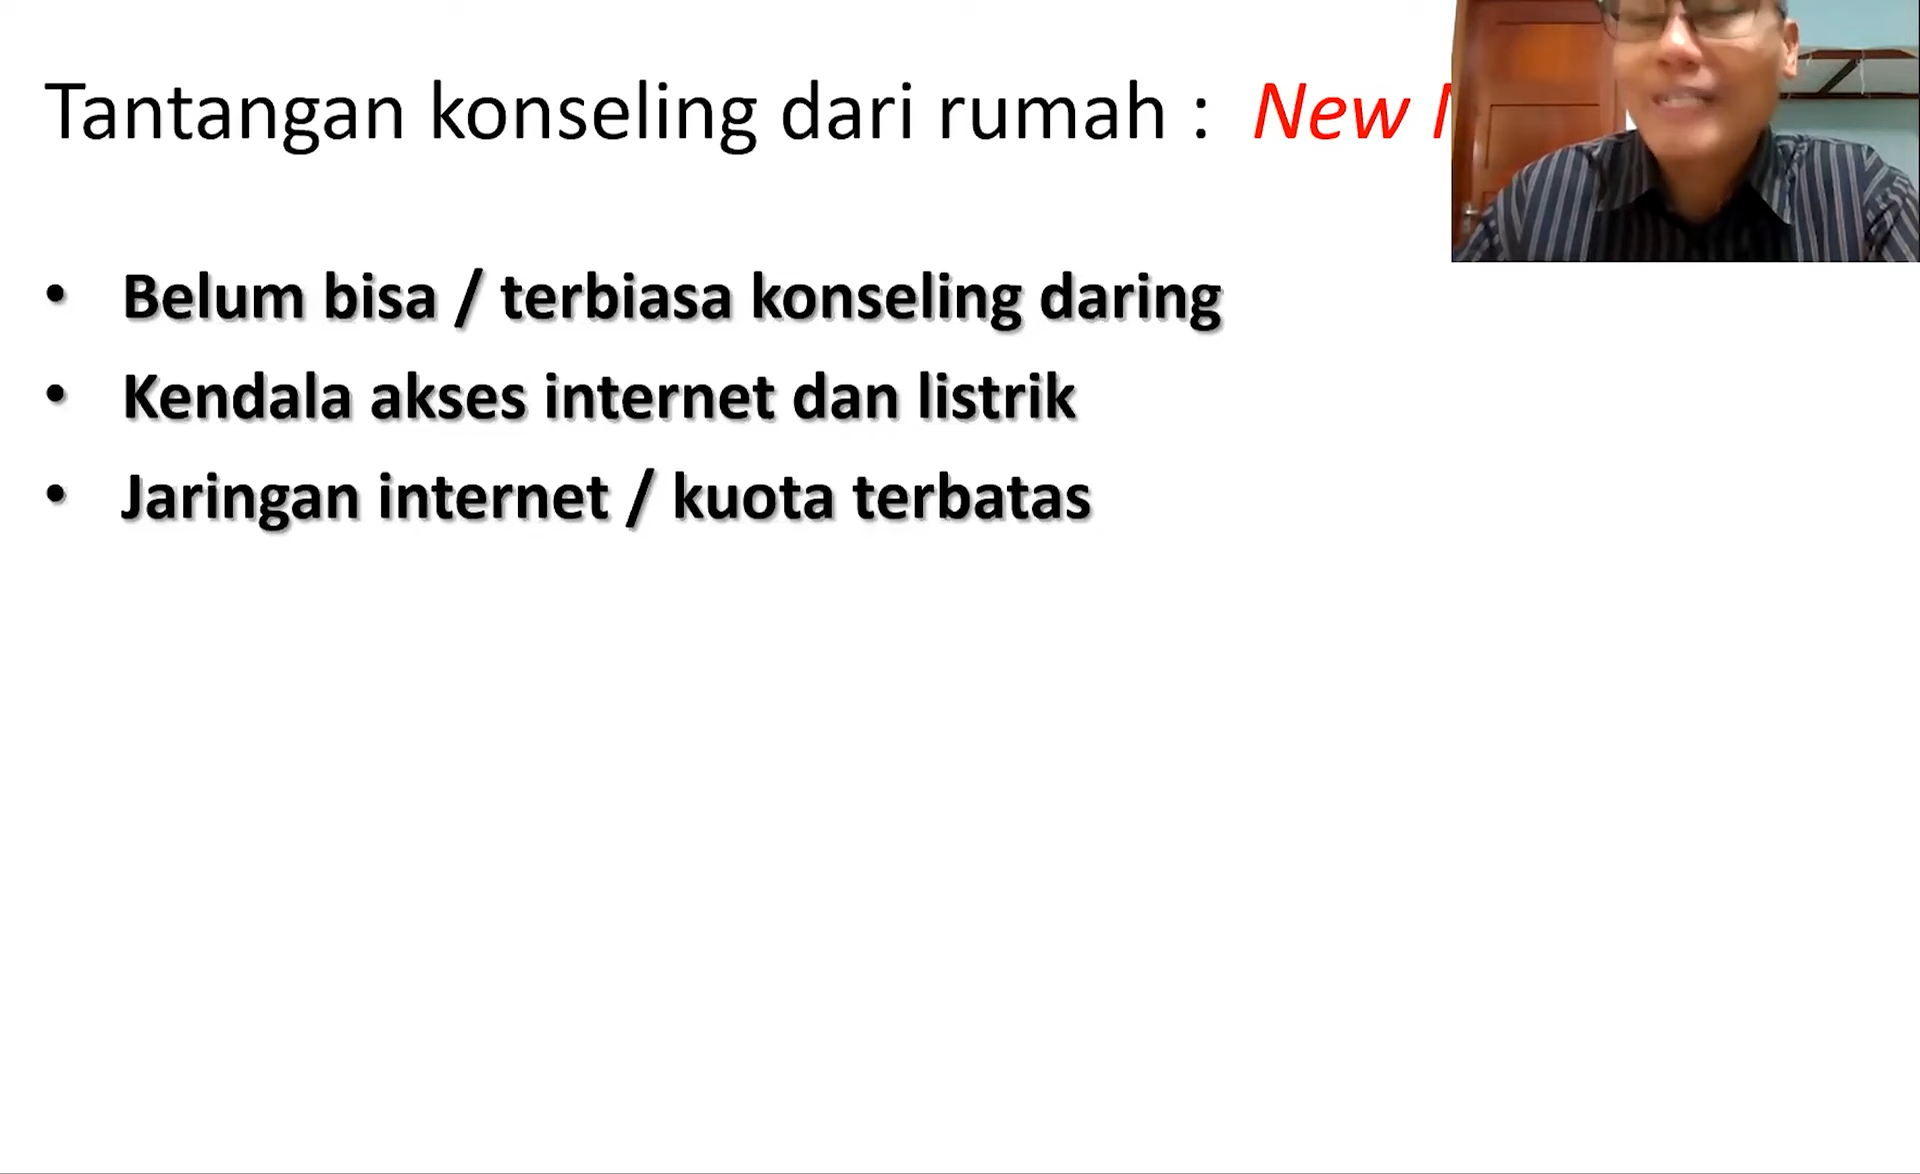 Tantangan konseling dari rumah : New
• Belum bisa / terbiasa konseling daring
• Kendala akses internet dan listrik
• Jaringan internet / kuota terbatas